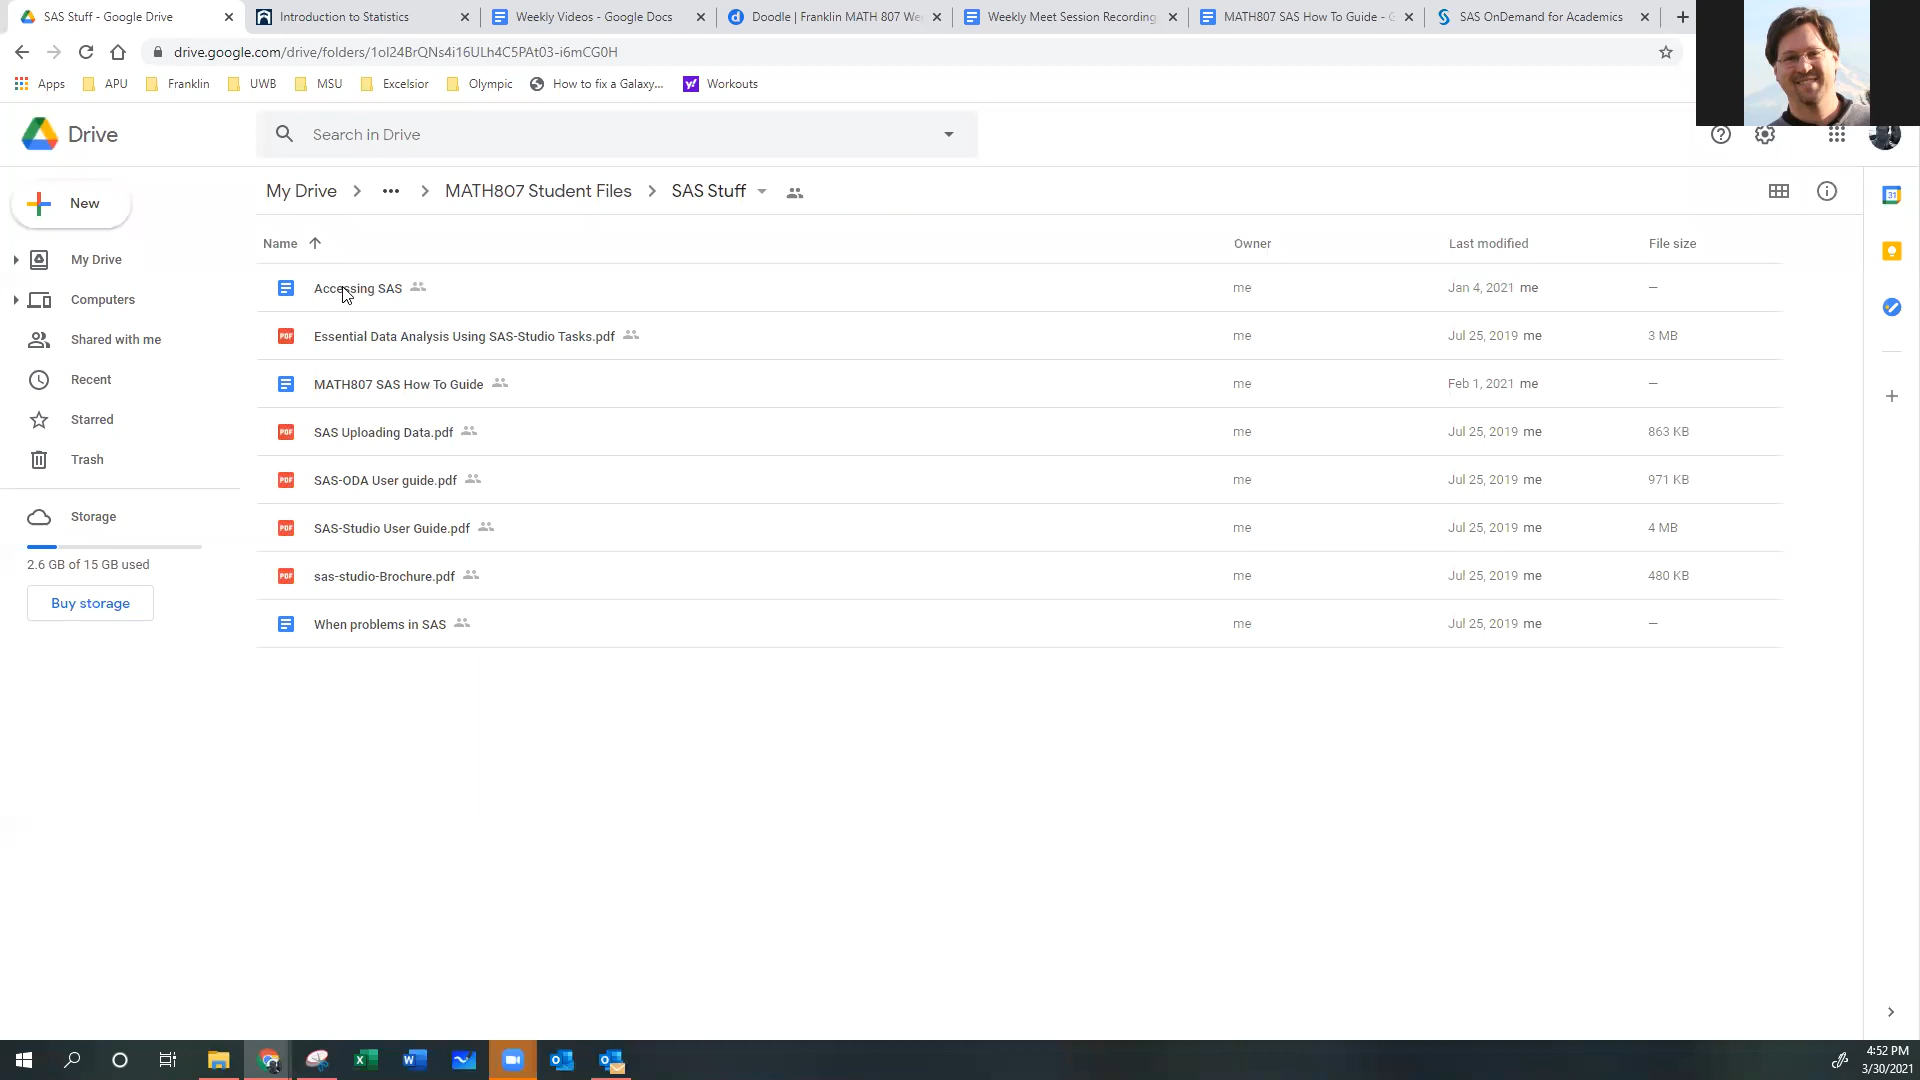 SAS Stuff - Google Drive
Introduction to Statistics
Weekly Videos - Google Docs
Doodle | Franklin MATH 807 We
Weekly Meet Session Recording
MATH807 SAS How To Guide - G
SAS OnDemand for Academics
drive.google.com/drive/folders/1ol24BrQNs4i16ULh4C5PAt03-i6mCG0H
Apps
APU
Franklin
UWB
MSU
Excelsior
Olympic
How to fix a Galaxy...
Workouts
Drive
Search in Drive
New
My Drive
Computers
Shared with me
Recent
Starred
Trash
Storage
2.6 GB of 15 GB used
Buy storage
My Drive > ••• > MATH807 Student Files > SAS Stuff
Name Owner Last modified File size
Accessing SAS me Jan 4, 2021 me —
PDF Essential Data Analysis Using SAS-Studio Tasks.pdf me Jul 25, 2019 me 3 MB
MATH807 SAS How To Guide me Feb 1, 2021 me —
PDF SAS Uploading Data.pdf me Jul 25, 2019 me 863 KB
PDF SAS-ODA User guide.pdf me Jul 25, 2019 me 971 KB
PDF SAS-Studio User Guide.pdf me Jul 25, 2019 me 4 MB
PDF sas-studio-Brochure.pdf me Jul 25, 2019 me 480 KB
When problems in SAS me Jul 25, 2019 me —
31
4:52 PM
3/30/2021